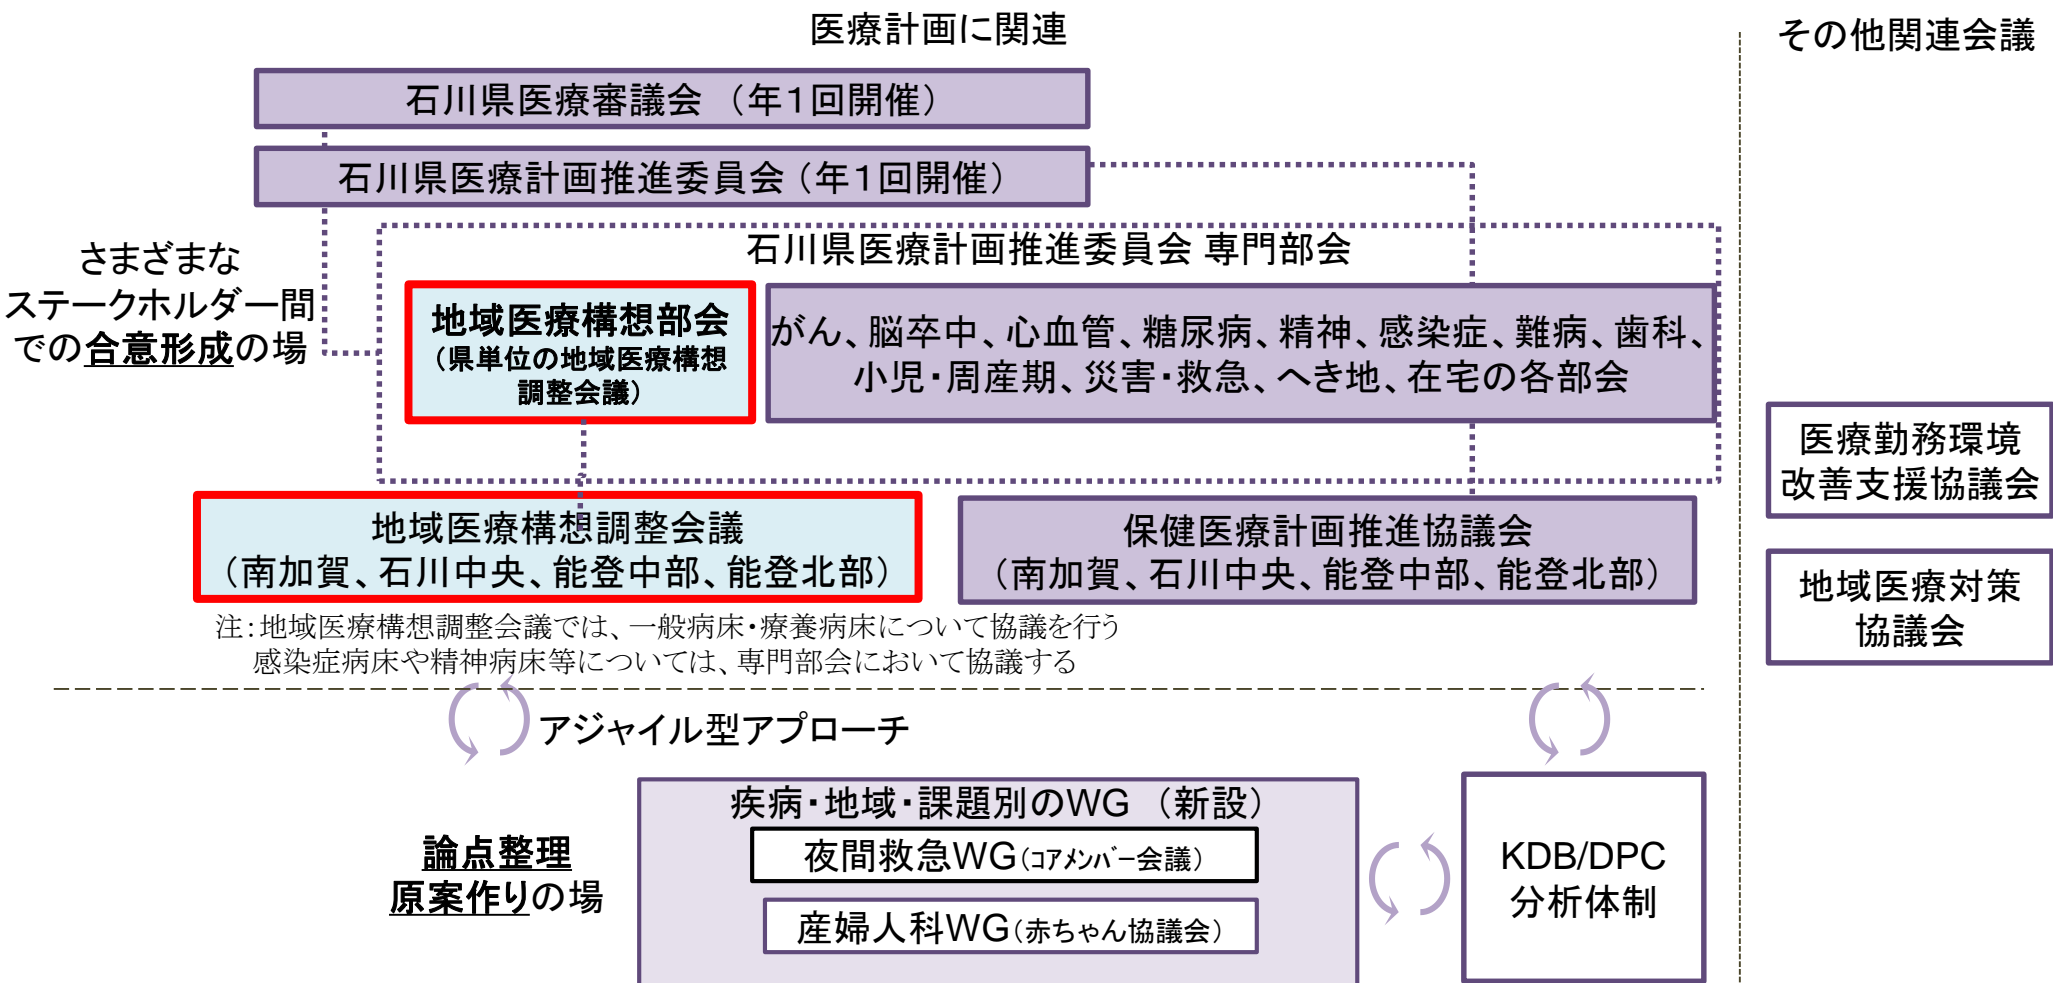 医療計画に関連
その他関連会議
石川県医療審議会 （年１回開催）
石川県医療計画推進委員会（年１回開催）
さまざまな
ステークホルダー間
での合意形成の場
石川県医療計画推進委員会 専門部会
地域医療構想部会
（県単位の地域医療構想
調整会議）
がん、脳卒中、心血管、糖尿病、精神、感染症、難病、歯科、
小児・周産期、災害・救急、へき地、在宅の各部会
地域医療構想調整会議
（南加賀、石川中央、能登中部、能登北部）
保健医療計画推進協議会
（南加賀、石川中央、能登中部、能登北部）
医療勤務環境
改善支援協議会
地域医療対策
協議会
注：地域医療構想調整会議では、一般病床・療養病床について協議を行う
感染症病床や精神病床等については、専門部会において協議する
アジャイル型アプローチ
論点整理
原案作りの場
疾病・地域・課題別のWG （新設）
夜間救急WG（ｺｱﾒﾝﾊﾞｰ会議）
産婦人科WG（赤ちゃん協議会）
KDB/DPC
分析体制